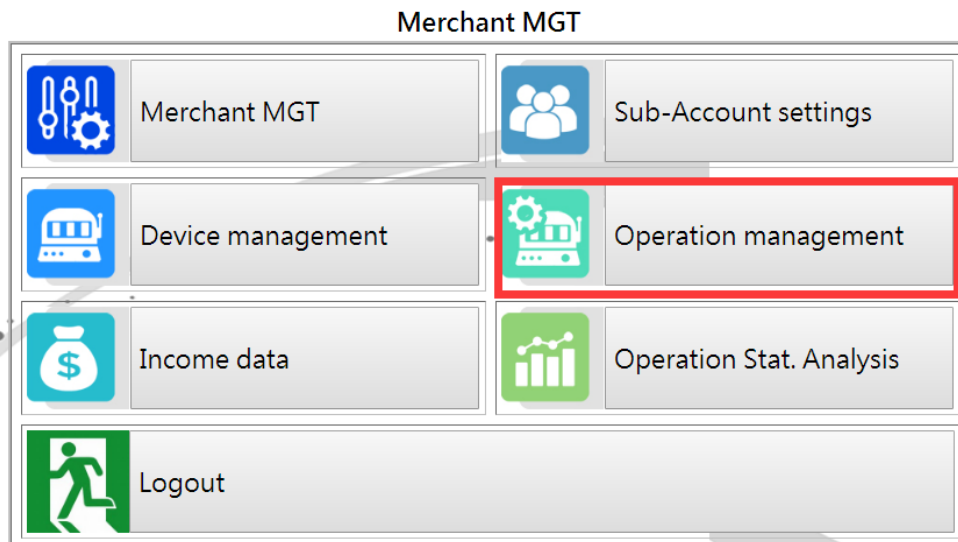 Merchant MGT
Merchant MGT
Sub-Account settings
Device management
Operation management
Income data
$
Operation Stat. Analysis
Logout